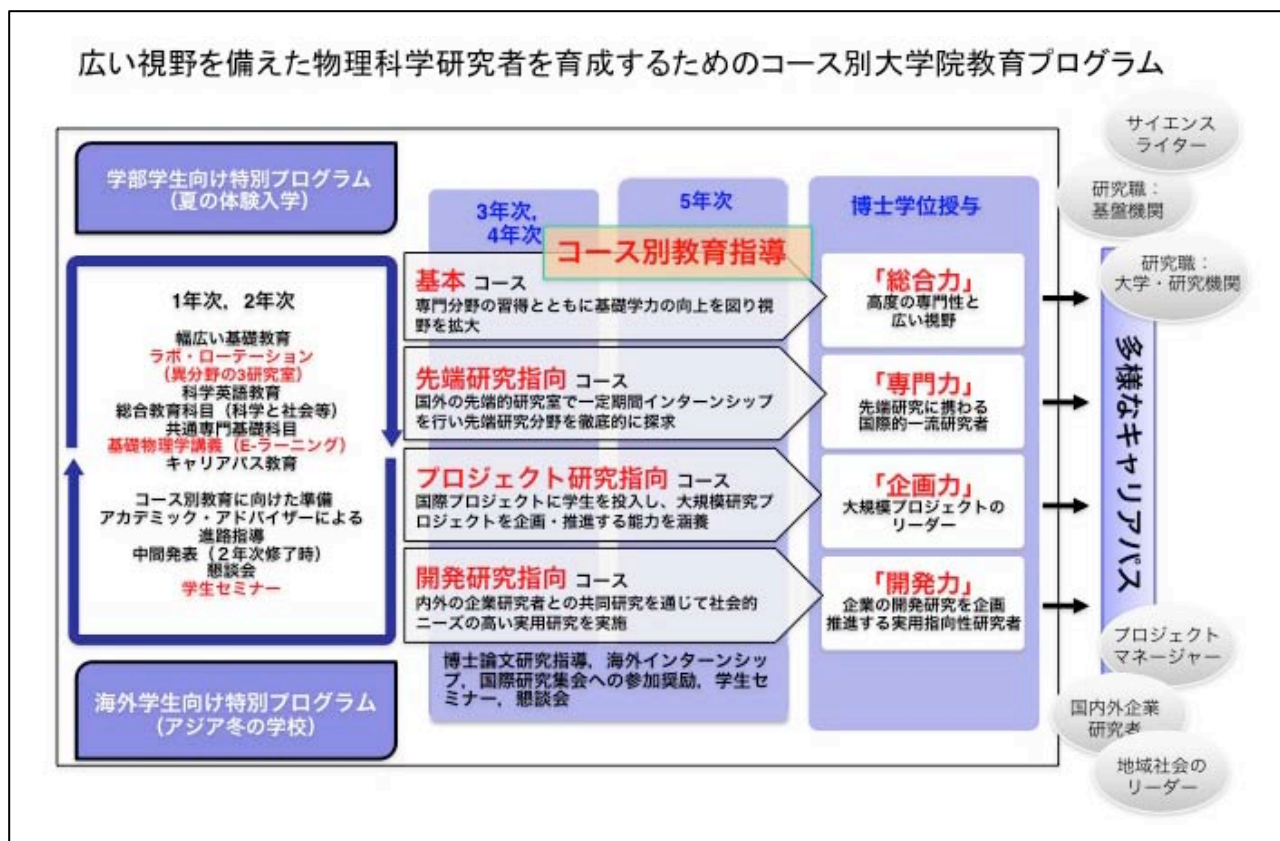 広い視野を備えた物理科学研究者を育成するためのコース別大学院教育プログラム
学部学生向け特別プログラム
(夏の体験入学)
1年次，2年次
幅広い基礎教育
ラボ・ローテーション
(異分野の3研究室)
科学英語教育
総合教育科目（科学と社会等）
共通専門基礎科目
基礎物理学講義（E-ラーニング）
キャリアパス教育
コース別教育に向けた準備
アカデミック・アドバイザーによる
進路指導
中間発表（２年次修了時）
懇談会
学生セミナー
海外学生向け特別プログラム
(アジア冬の学校)
3年次，
4年次
5年次
コース別教育指導
基本 コース
専門分野の習得とともに基礎学力の向上を図り視
野を拡大
先端研究指向 コース
国外の先端的研究室で一定期間インターンシップ
を行い先端研究分野を徹底的に探求
プロジェクト研究指向 コース
国際プロジェクトに学生を投入し、大規模研究プ
ロジェクトを企画・推進する能力を涵養
開発研究指向 コース
内外の企業研究者との共同研究を通じて社会的
ニーズの高い実用研究を実施
博士論文研究指導，海外インターンシッ
プ，国際研究集会への参加奨励，学生セ
ミナー，懇談会
博士学位授与
「総合力」
高度の専門性と
広い視野
「専門力」
先端研究に携わる
国際的一流研究者
「企画力」
大規模プロジェクトの
リーダー
「開発力」
企業の開発研究を企画
推進する実用指向性研究者
サイエンス
ライター
研究職：
基盤機関
研究職：
大学・研究機関
多様なキャリアパス
プロジェクト
マネージャー
国内外企業
研究者
地域社会の
リーダー